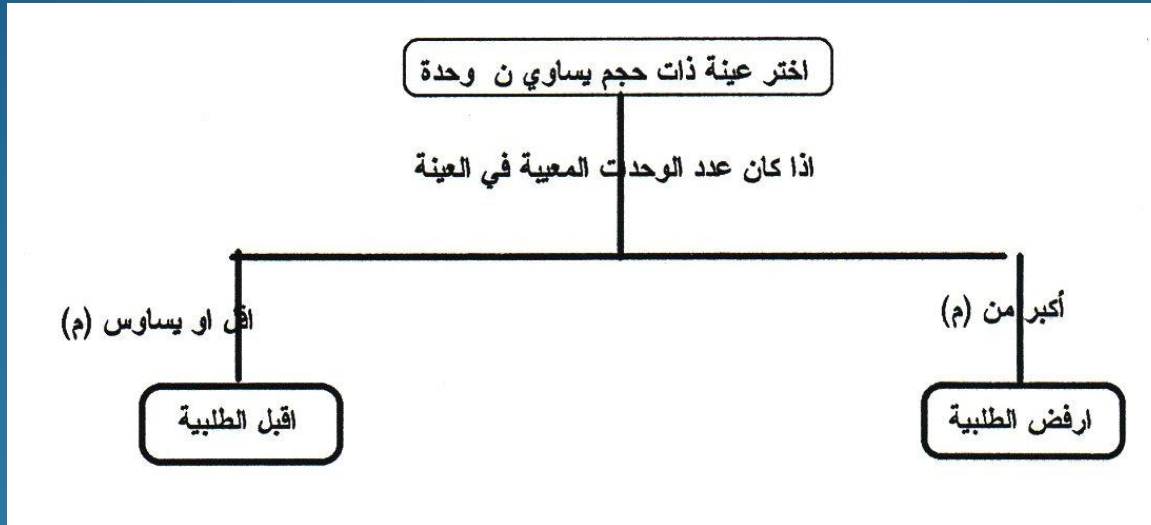 اختر عينة ذات حجم يساوي ن وحدة
اذا كان عدد الوحدات المعيبة في العينة
أكبر من (م)
اقل او يساوس (م)
ارفض الطلبية
اقبل الطلبية